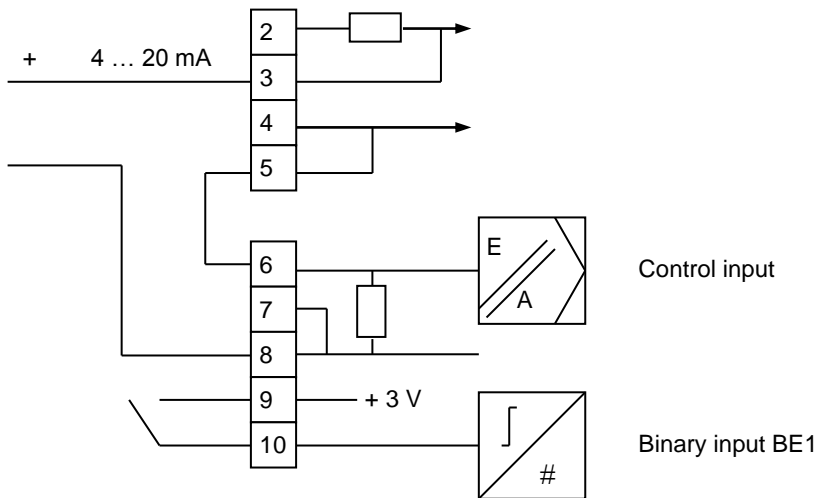 2
+ 4 … 20 mA
3
4
5
6
E
A
Control input
7
8
9
+ 3 V
10
#
Binary input BE1